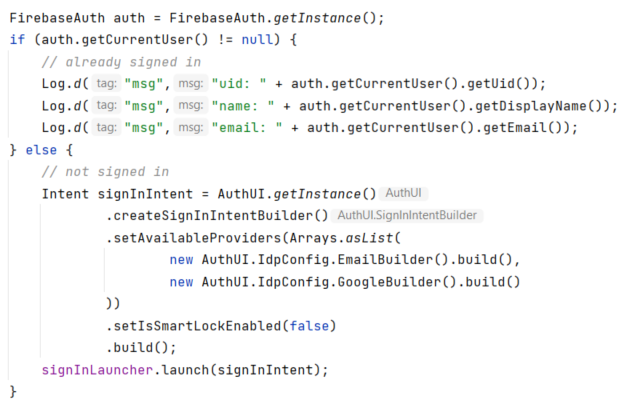 FirebaseAuth auth = FirebaseAuth.getInstance();
if (auth.getCurrentUser() != null) {
// already signed in
Log.d( tag: "msg", msg: "uid: " + auth.getCurrentUser().getUid());
Log.d( tag: "msg", msg: "name: " + auth.getCurrentUser().getDisplayName());
Log.d( tag: "msg", msg: "email: " + auth.getCurrentUser().getEmail());
} else {
// not signed in
Intent signInIntent = AuthUI.getInstance() AuthUI
.createSignInIntentBuilder() AuthUI.SignInIntentBuilder
.setAvailableProviders(Arrays.asList(
new AuthUI.IdpConfig.EmailBuilder().build(),
new AuthUI.IdpConfig.GoogleBuilder().build()
))
.setIsSmartLockEnabled(false)
.build();
signInLauncher.launch(signInIntent);
}